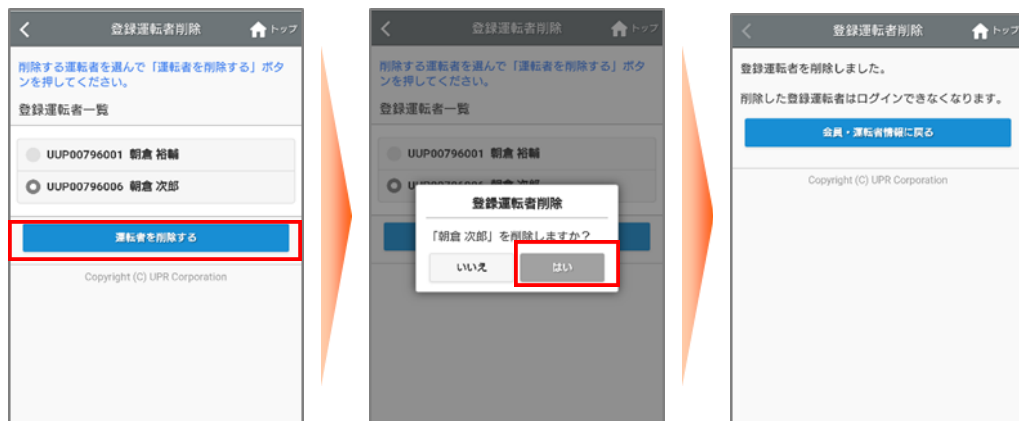 登録運転者削除
トップ
削除する運転者を選んで「運転者を削除する」ボタ
ンを押してください。
登録運転者一覧
UUP00796001 朝倉 裕輔
UUP00796006 朝倉 次郎
運転者を削除する
Copyright (C) UPR Corporation
登録運転者削除
トップ
削除する運転者を選んで「運転者を削除する」ボタ
ンを押してください。
登録運転者一覧
UUP00796001 朝倉 裕輔
登録運転者削除
「朝倉 次郎」を削除しますか？
いいえ
はい
登録運転者削除
トップ
登録運転者を削除しました。
削除した登録運転者はログインできなくなります。
会員・運転者情報に戻る
Copyright (C) UPR Corporation